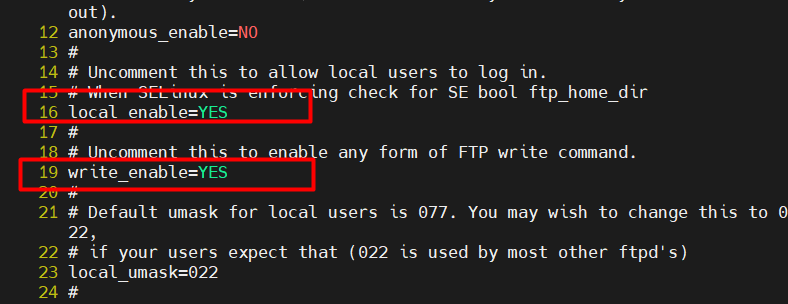 out).
12 anonymous_enable=NO
13 #
14 # Uncomment this to allow local users to log in.
15 # When SELinux is enforcing check for SE bool ftp_home_dir
16 local_enable=YES
17 #
18 # Uncomment this to enable any form of FTP write command.
19 write_enable=YES
20 #
21 # Default umask for local users is 077. You may wish to change this to 0
22,
22 # if your users expect that (022 is used by most other ftpd's)
23 local_umask=022
24 #